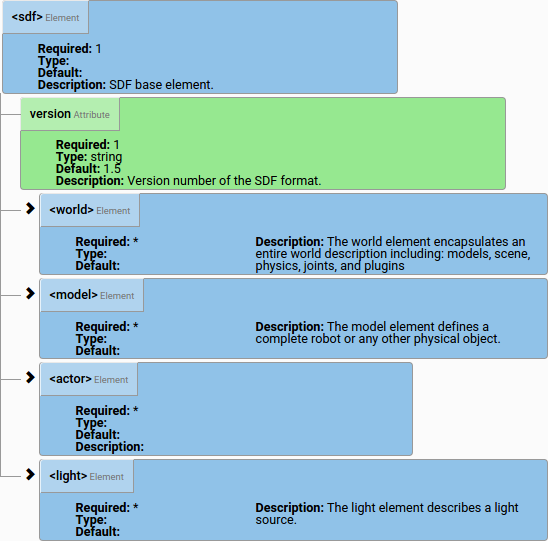 <sdf> Element
Required: 1
Type:
Default:
Description: SDF base element.
version Attribute
Required: 1
Type: string
Default: 1.5
Description: Version number of the SDF format.
<world> Element
Required: *
Type:
Default:
Description: The world element encapsulates an
entire world description including: models, scene,
physics, joints, and plugins
<model> Element
Required: *
Type:
Default:
Description: The model element defines a
complete robot or any other physical object.
<actor> Element
Required: *
Type:
Default:
Description:
<light> Element
Required: *
Type:
Default:
Description: The light element describes a light
source.